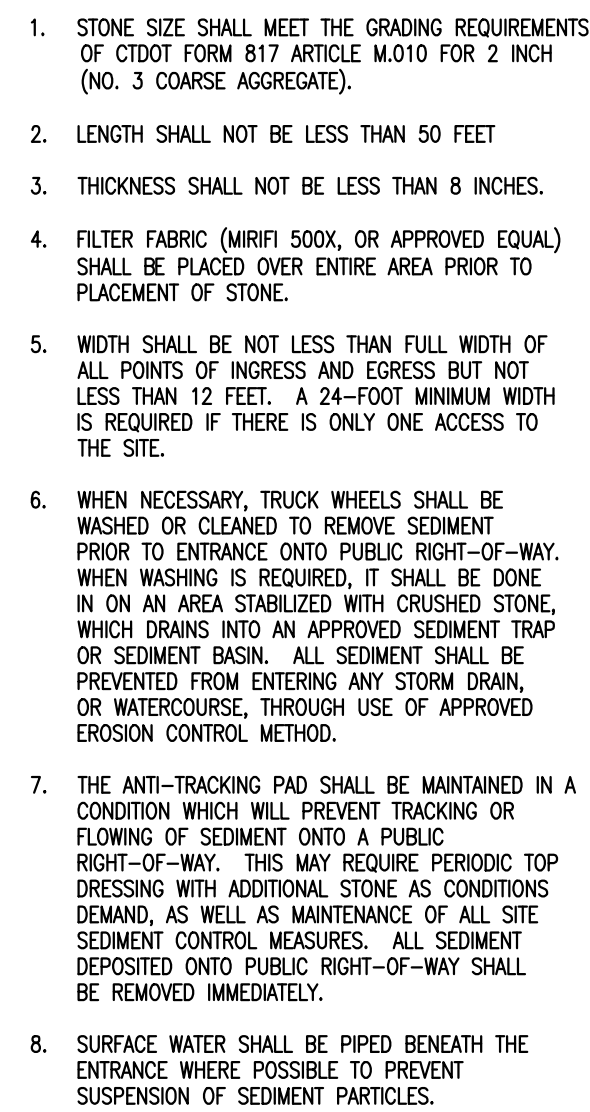 1. STONE SIZE SHALL MEET THE GRADING REQUIREMENTS
OF CTDOT FORM 817 ARTICLE M.010 FOR 2 INCH
(NO. 3 COARSE AGGREGATE).
2. LENGTH SHALL NOT BE LESS THAN 50 FEET
3. THICKNESS SHALL NOT BE LESS THAN 8 INCHES.
4. FILTER FABRIC (MIRIFI 500X, OR APPROVED EQUAL)
SHALL BE PLACED OVER ENTIRE AREA PRIOR TO
PLACEMENT OF STONE.
5. WIDTH SHALL BE NOT LESS THAN FULL WIDTH OF
ALL POINTS OF INGRESS AND EGRESS BUT NOT
LESS THAN 12 FEET. A 24-FOOT MINIMUM WIDTH
IS REQUIRED IF THERE IS ONLY ONE ACCESS TO
THE SITE.
6. WHEN NECESSARY, TRUCK WHEELS SHALL BE
WASHED OR CLEANED TO REMOVE SEDIMENT
PRIOR TO ENTRANCE ONTO PUBLIC RIGHT-OF-WAY.
WHEN WASHING IS REQUIRED, IT SHALL BE DONE
IN ON AN AREA STABILIZED WITH CRUSHED STONE,
WHICH DRAINS INTO AN APPROVED SEDIMENT TRAP
OR SEDIMENT BASIN. ALL SEDIMENT SHALL BE
PREVENTED FROM ENTERING ANY STORM DRAIN,
OR WATERCOURSE, THROUGH USE OF APPROVED
EROSION CONTROL METHOD.
7. THE ANTI-TRACKING PAD SHALL BE MAINTAINED IN A
CONDITION WHICH WILL PREVENT TRACKING OR
FLOWING OF SEDIMENT ONTO A PUBLIC
RIGHT-OF-WAY. THIS MAY REQUIRE PERIODIC TOP
DRESSING WITH ADDITIONAL STONE AS CONDITIONS
DEMAND, AS WELL AS MAINTENANCE OF ALL SITE
SEDIMENT CONTROL MEASURES. ALL SEDIMENT
DEPOSITED ONTO PUBLIC RIGHT-OF-WAY SHALL
BE REMOVED IMMEDIATELY.
8. SURFACE WATER SHALL BE PIPED BENEATH THE
ENTRANCE WHERE POSSIBLE TO PREVENT
SUSPENSION OF SEDIMENT PARTICLES.